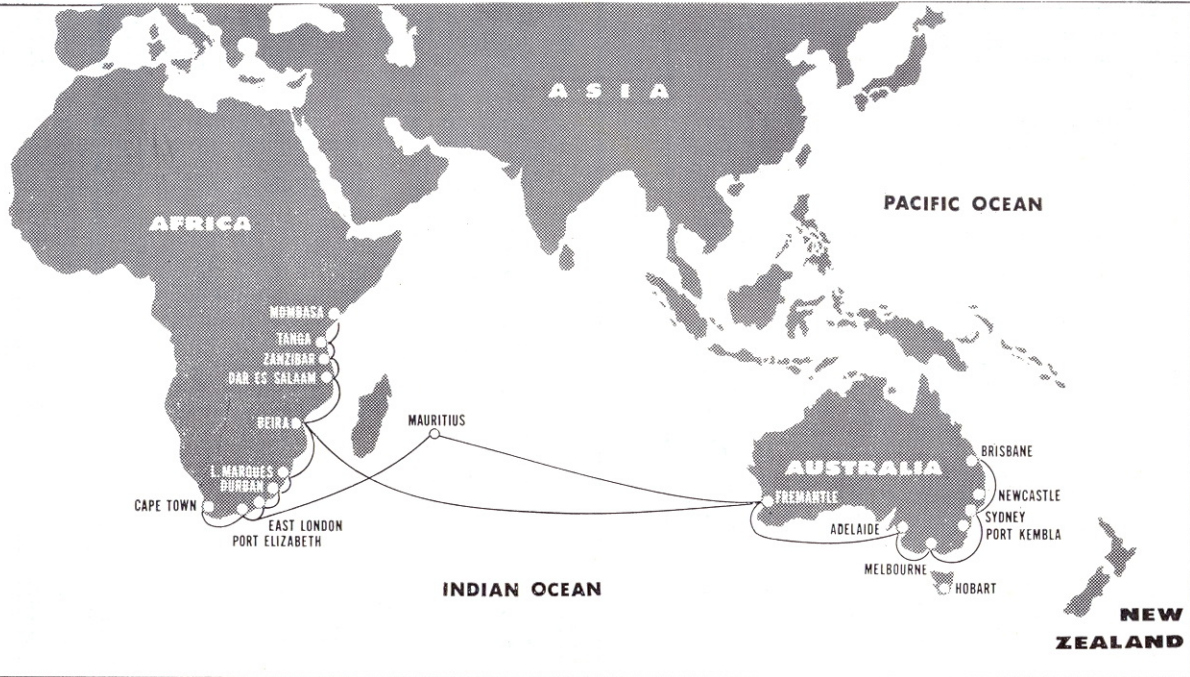 ASIA
PACIFIC OCEAN
AFRICA
MOMBASA
TANGA
ZANZIBAR
DAR ES SALAAM
BEIRA
MAURITIUS
L. MARQUES
DURBAN
CAPE TOWN
EAST LONDON
PORT ELIZABETH
BRISBANE
AUSTRALIA
FREMANTLE
NEWCASTLE
SYDNEY
PORT KEMBLA
ADELAIDE
MELBOURNE
HOBART
INDIAN OCEAN
NEW
ZEALAND